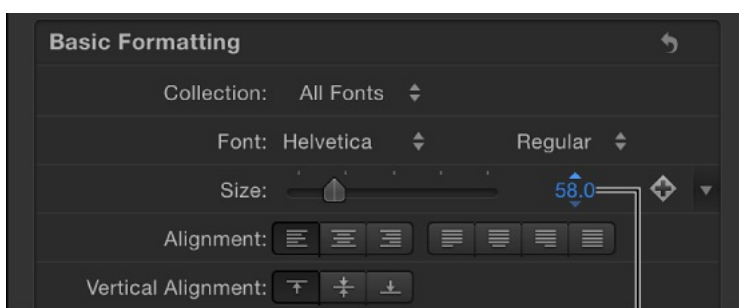 Basic Formatting
Collection: All Fonts
Font: Helvetica Regular
Size: 58.0
Alignment:
Vertical Alignment: